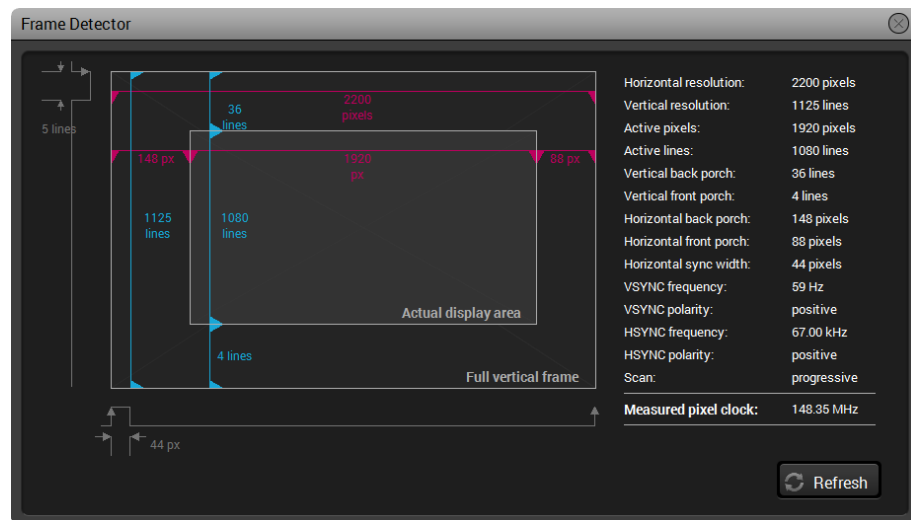 Frame Detector
5 lines
2200
pixels
36
lines
148 px
1920
px
88 px
1125
lines
1080
lines
Actual display area
4 lines
Full vertical frame
44 px
Horizontal resolution: 2200 pixels
Vertical resolution: 1125 lines
Active pixels: 1920 pixels
Active lines: 1080 lines
Vertical back porch: 36 lines
Vertical front porch: 4 lines
Horizontal back porch: 148 pixels
Horizontal front porch: 88 pixels
Horizontal sync width: 44 pixels
VSYNC frequency: 59 Hz
VSYNC polarity: positive
HSYNC frequency: 67.00 kHz
HSYNC polarity: positive
Scan: progressive
Measured pixel clock: 148.35 MHz
Refresh